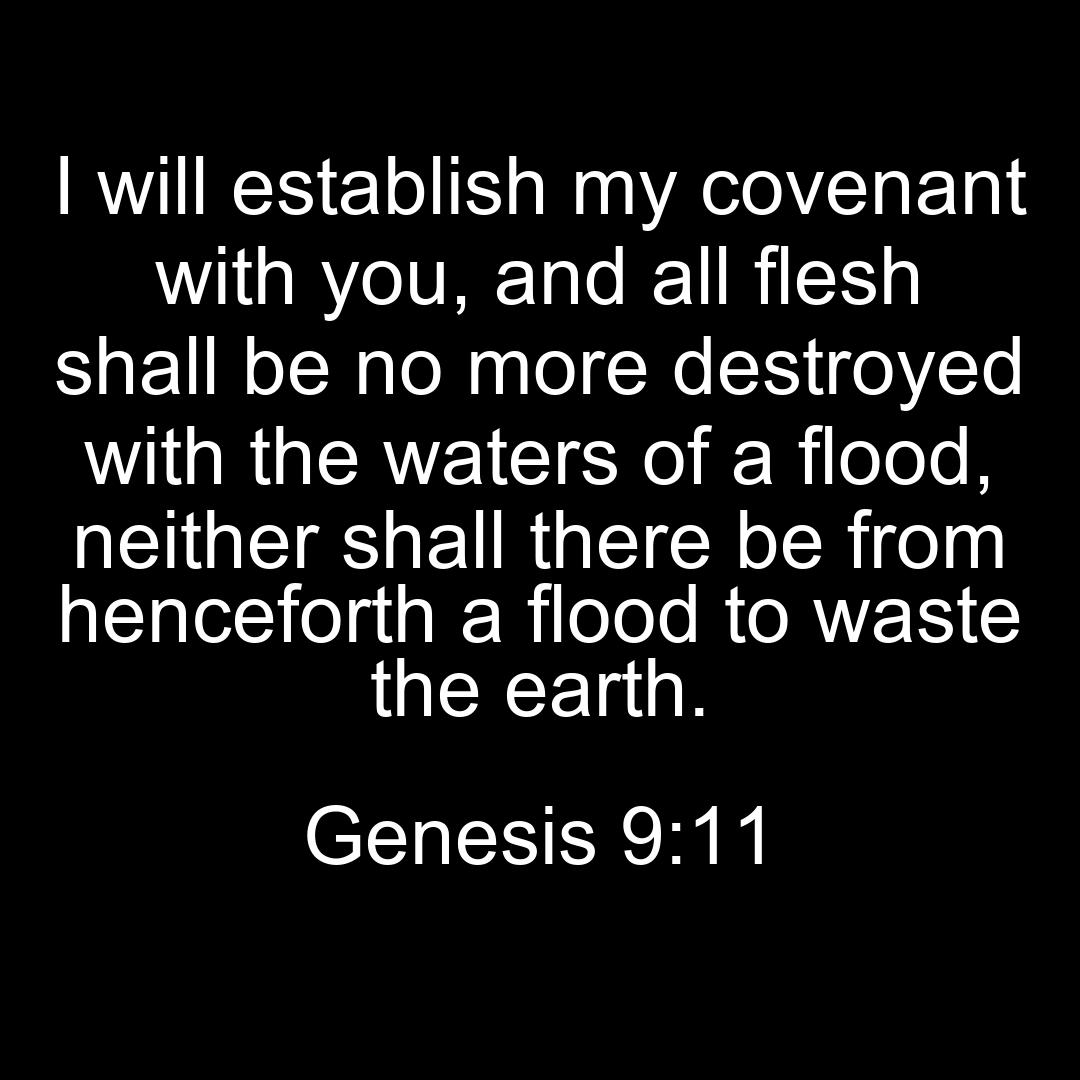 I will establish my covenant
with you, and all flesh
shall be no more destroyed
with the waters of a flood,
neither shall there be from
henceforth a flood to waste
the earth.
Genesis 9:11